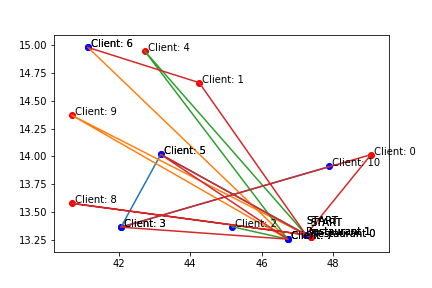 15.00
14.75
14.50
14.25
14.00
13.75
13.50
13.25
42
44
46
48
Client: 6
Client: 4
Client: 1
Client: 9
Client: 5
Client: 0
Client: 10
Client: 8
Client: 3
Client: 2
START
START